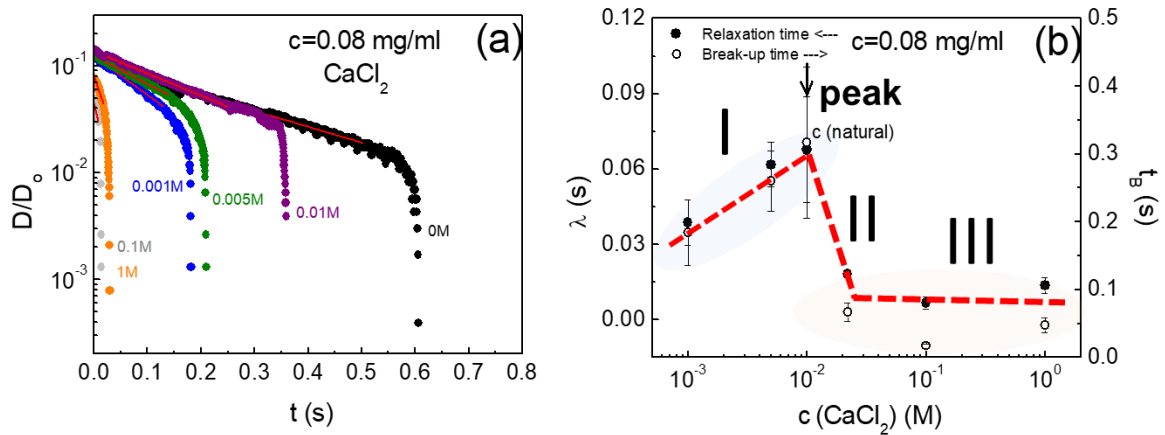 (a)
c=0.08 mg/ml
CaCl₂
10⁻¹
10⁻²
10⁻³
D/Dₒ
0.001M
0.005M
0.01M
0M
0.1M
1M
0.0 0.1 0.2 0.3 0.4 0.5 0.6 0.7 0.8
t (s)
(b)
Relaxation time <---
Break-up time --->
c=0.08 mg/ml
peak
c (natural)
I
II
III
0.12
0.09
0.06
0.03
0.00
λ (s)
0.5
0.4
0.3
0.2
0.1
0.0
t_B (s)
10⁻³ 10⁻² 10⁻¹ 10⁰
c (CaCl₂) (M)